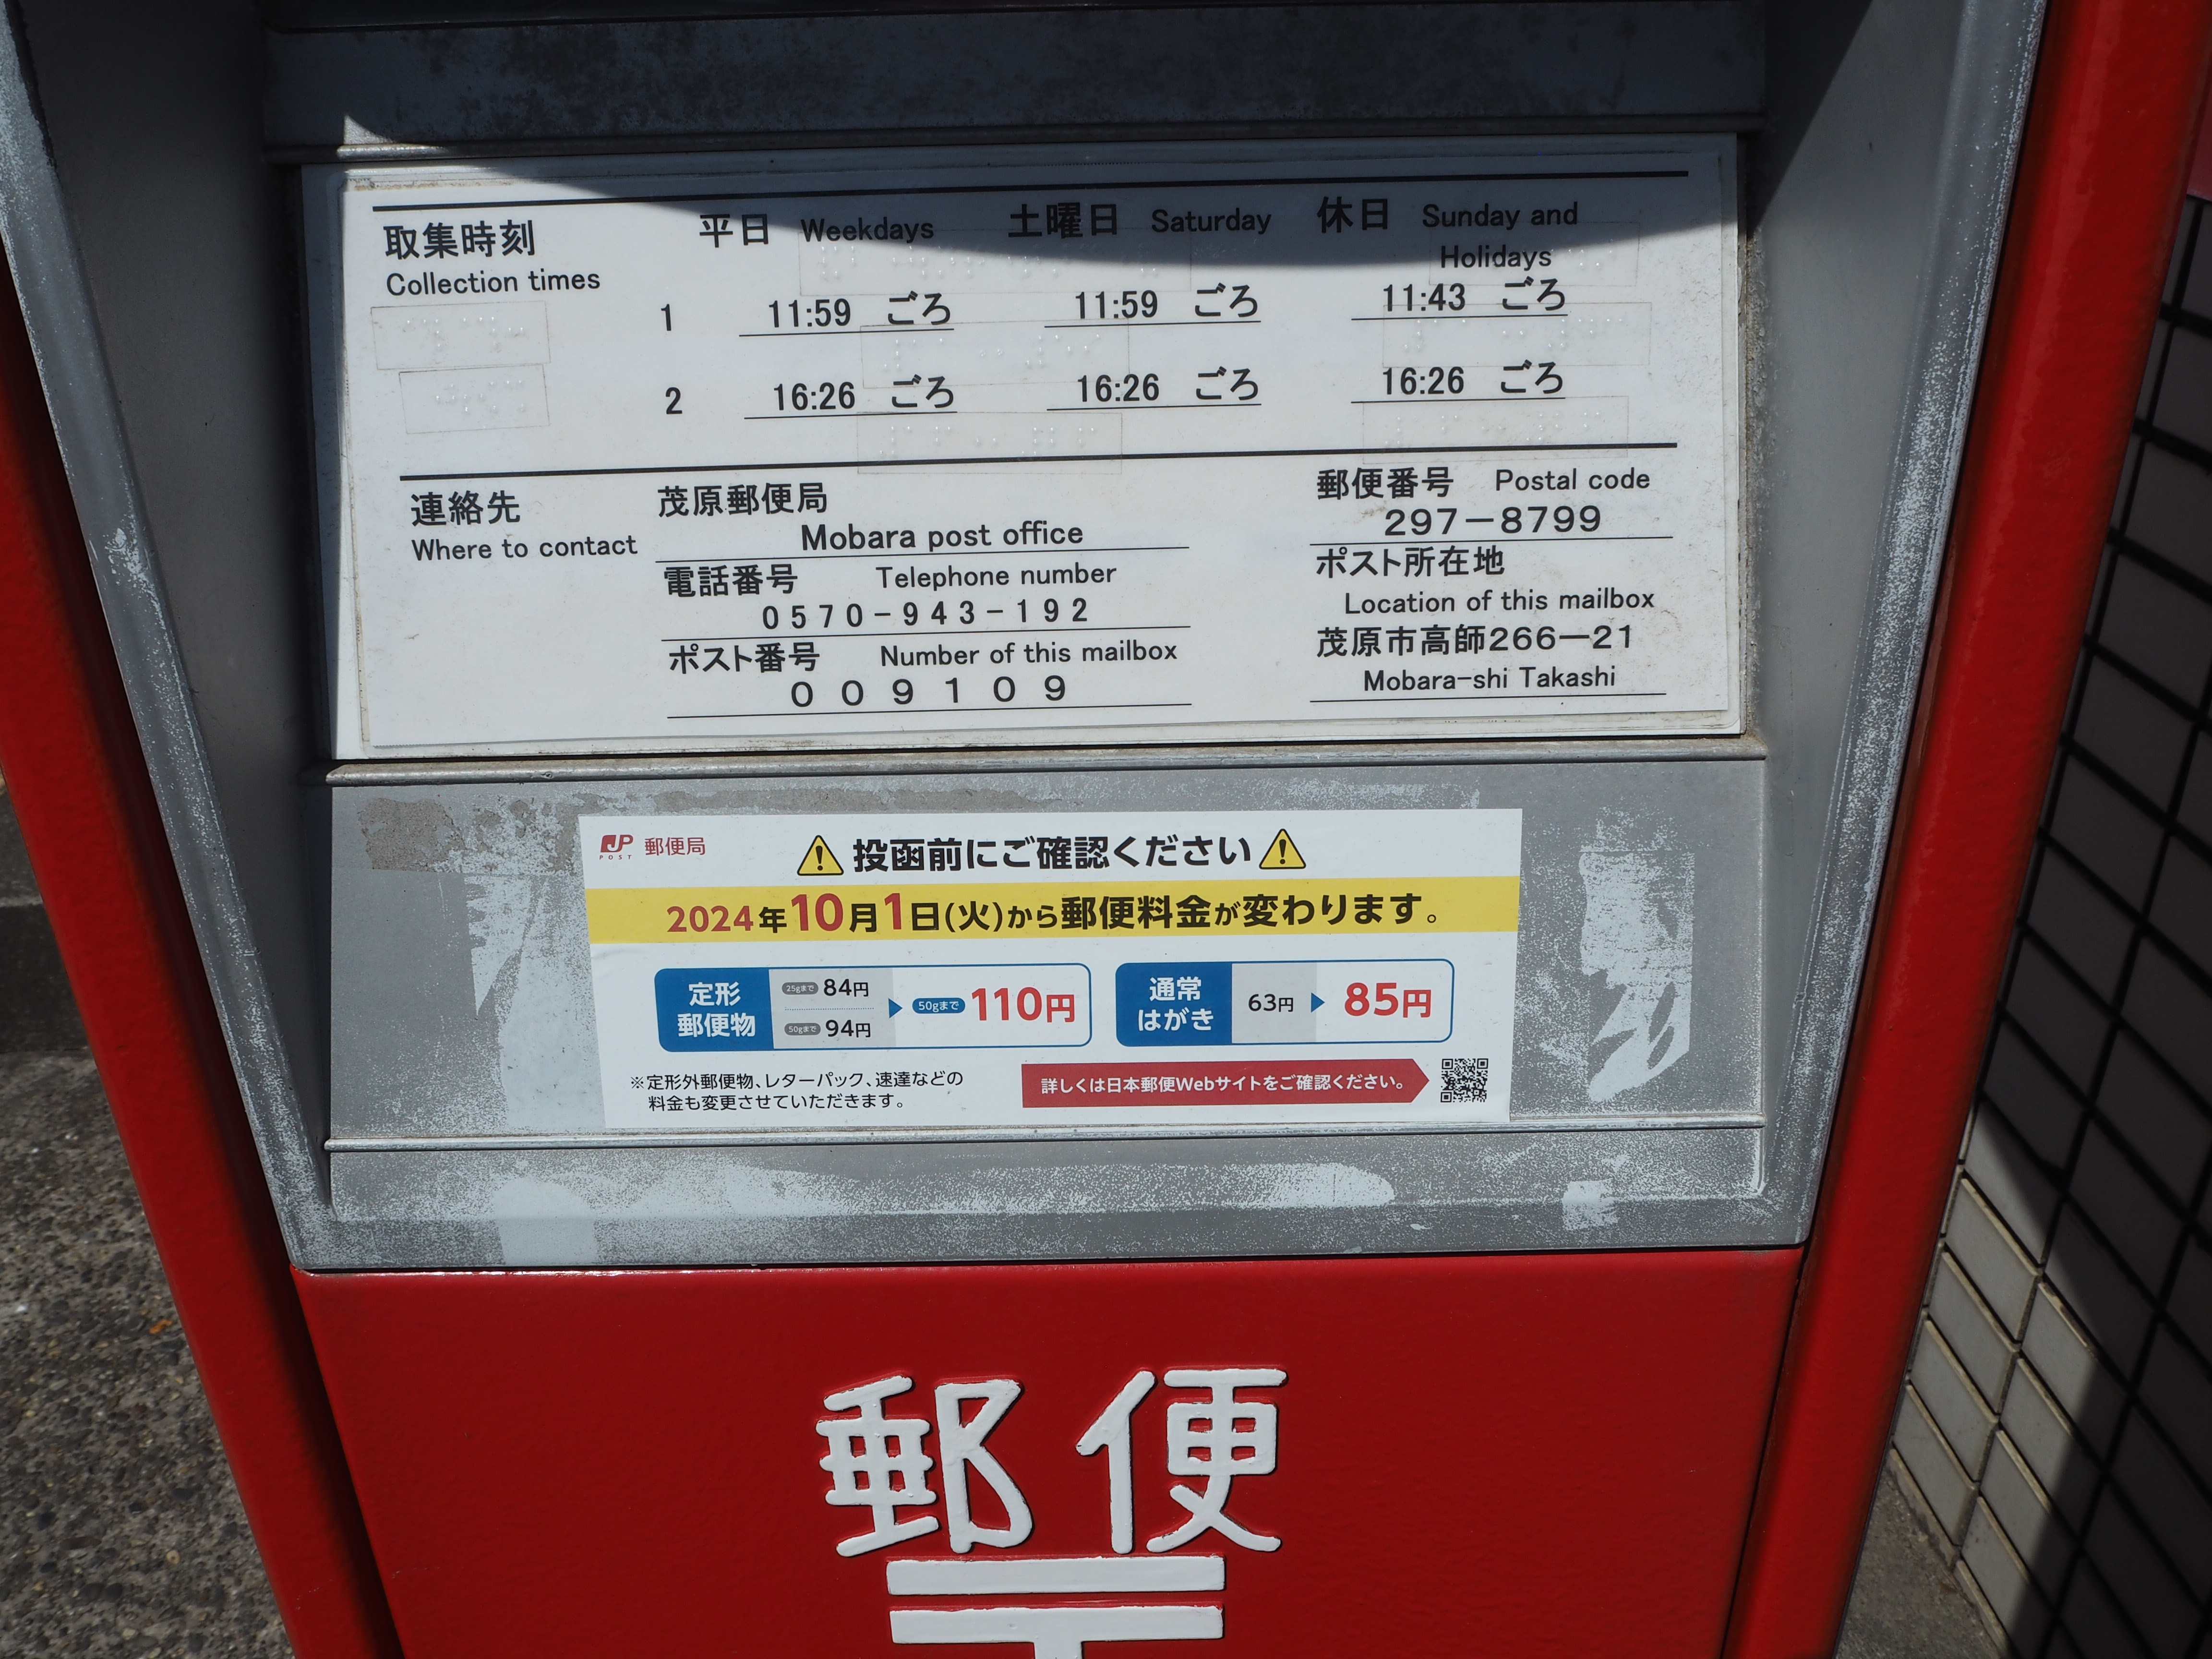 取集時刻 平日 Weekdays 土曜日 Saturday 休日 Sunday and
Collection times Holidays
1 11:59 ごろ 11:59 ごろ 11:43 ごろ
2 16:26 ごろ 16:26 ごろ 16:26 ごろ
連絡先
Where to contact
茂原郵便局
Mobara post office
電話番号 Telephone number
0570-943-192
ポスト番号 Number of this mailbox
009109
郵便番号 Postal code
297-8799
ポスト所在地
Location of this mailbox
茂原市高師266―21
Mobara-shi Takashi
JP POST 郵便局
投函前にご確認ください
2024年10月1日(火)から郵便料金が変わります。
定形郵便物 25gまで 84円 50gまで 94円 50gまで 110円
通常はがき 63円 85円
※定形外郵便物、レターパック、速達などの
料金も変更させていただきます。
詳しくは日本郵便Webサイトをご確認ください。
郵便
〒